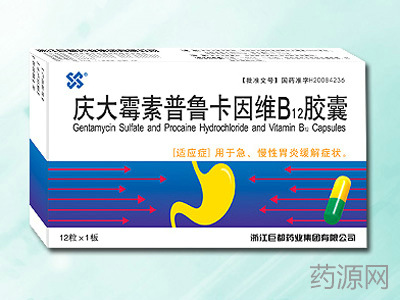 【批准文号】国药准字H20084236
庆大霉素普鲁卡因维B12胶囊
Gentamycin Sulfate and Procaine Hydrochloride and Vitamin B12 Capsules
[适应症] 用于急、慢性胃炎缓解症状。
12粒×1板
浙江巨都药业集团有限公司
药源网